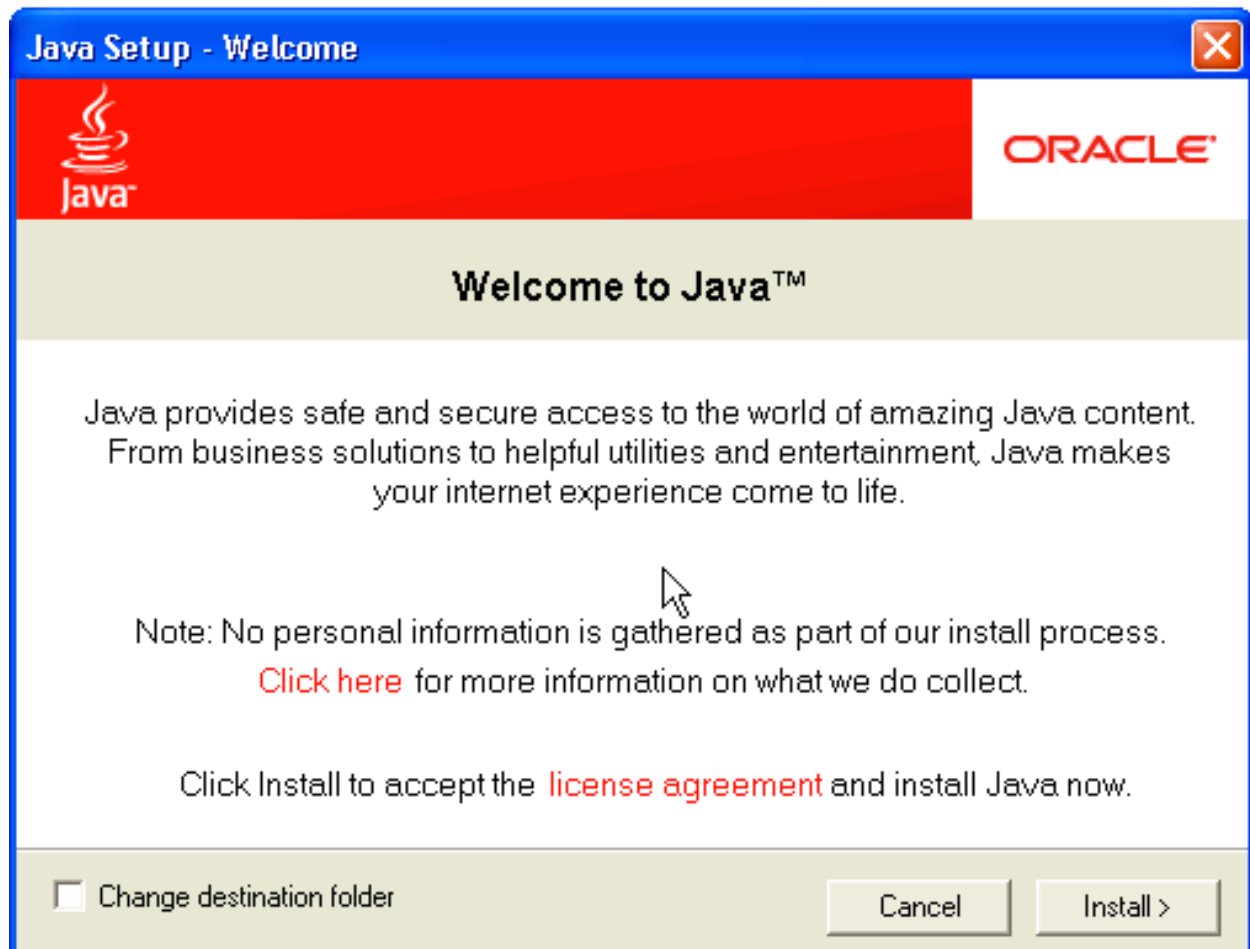 Java Setup - Welcome
Java™
ORACLE®
Welcome to Java™
Java provides safe and secure access to the world of amazing Java content.
From business solutions to helpful utilities and entertainment, Java makes
your internet experience come to life.
Note: No personal information is gathered as part of our install process.
Click here for more information on what we do collect.
Click Install to accept the license agreement and install Java now.
Change destination folder
Cancel
Install >